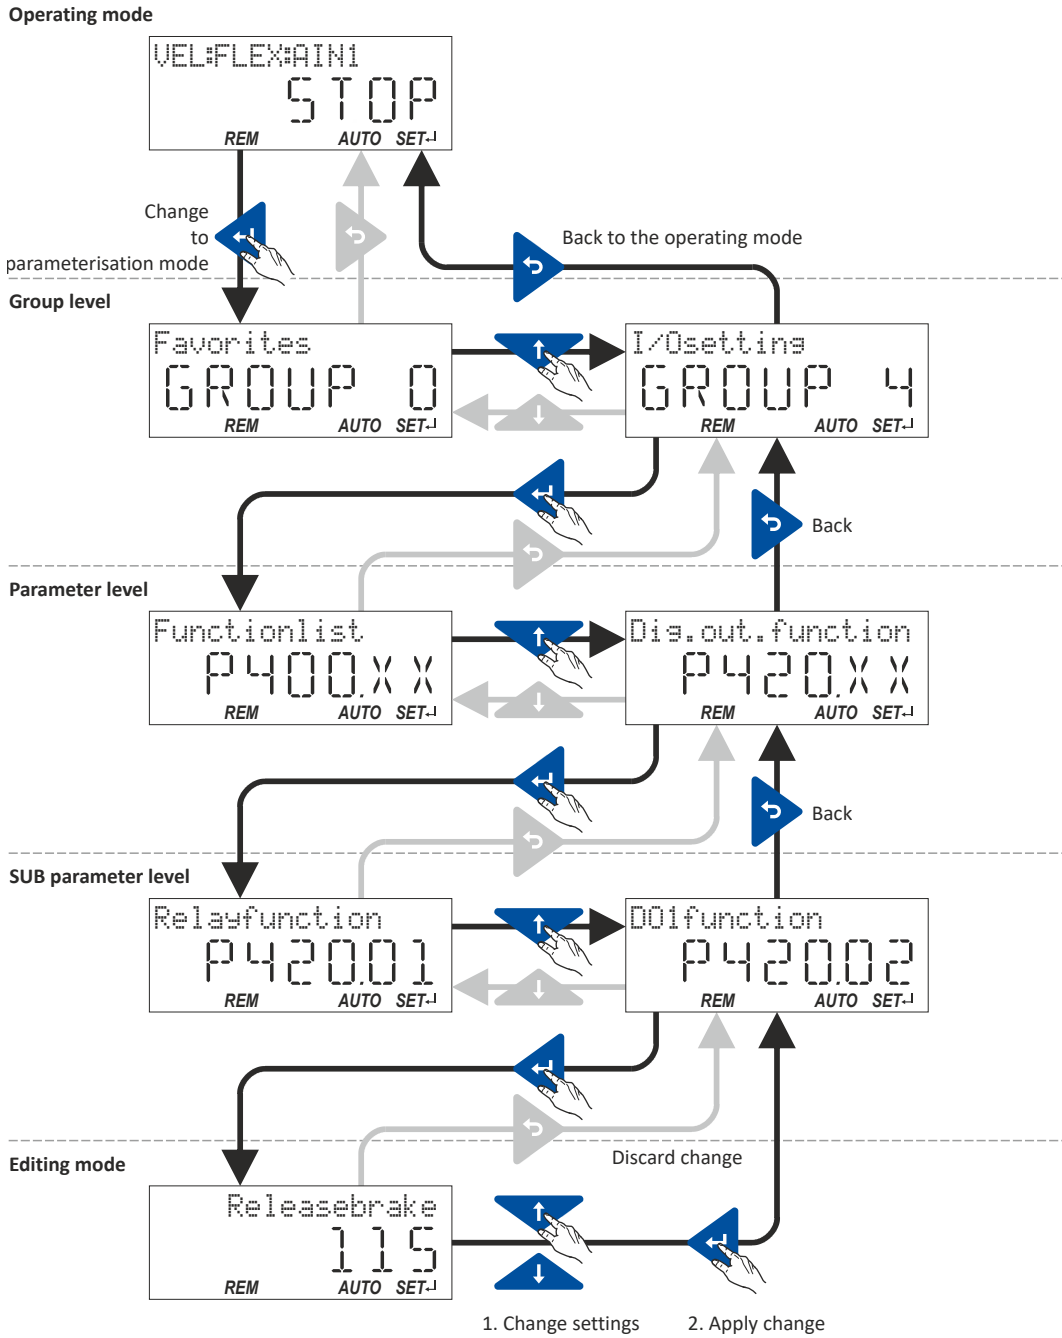 Operating mode
VEL:FLEX:AIN1
STOP
REM AUTO SET↵
Change
to
parameterisation mode
Back to the operating mode
Group level
Favorites
GROUP 0
REM AUTO SET↵
I/Osetting
GROUP 4
REM AUTO SET↵
Back
Parameter level
Functionlist
P400.XX
REM AUTO SET↵
Dig.out.function
P420.XX
REM AUTO SET↵
Back
SUB parameter level
Relayfunction
P420.01
REM AUTO SET↵
DO1function
P420.02
REM AUTO SET↵
Discard change
Editing mode
Releasebrake
115
REM AUTO SET↵
1. Change settings
2. Apply change